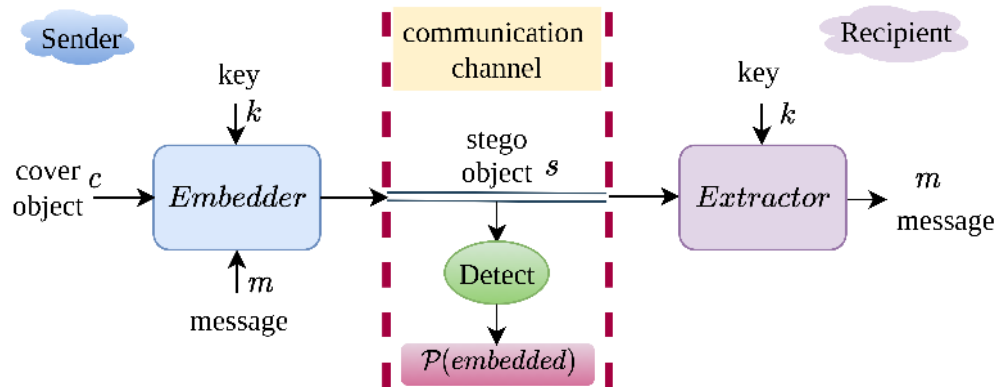 Sender
communication
channel
Recipient
key
k
key
k
cover
object
c
Embedder
stego
object s
Extractor
m
message
m
message
Detect
𝒫(embedded)